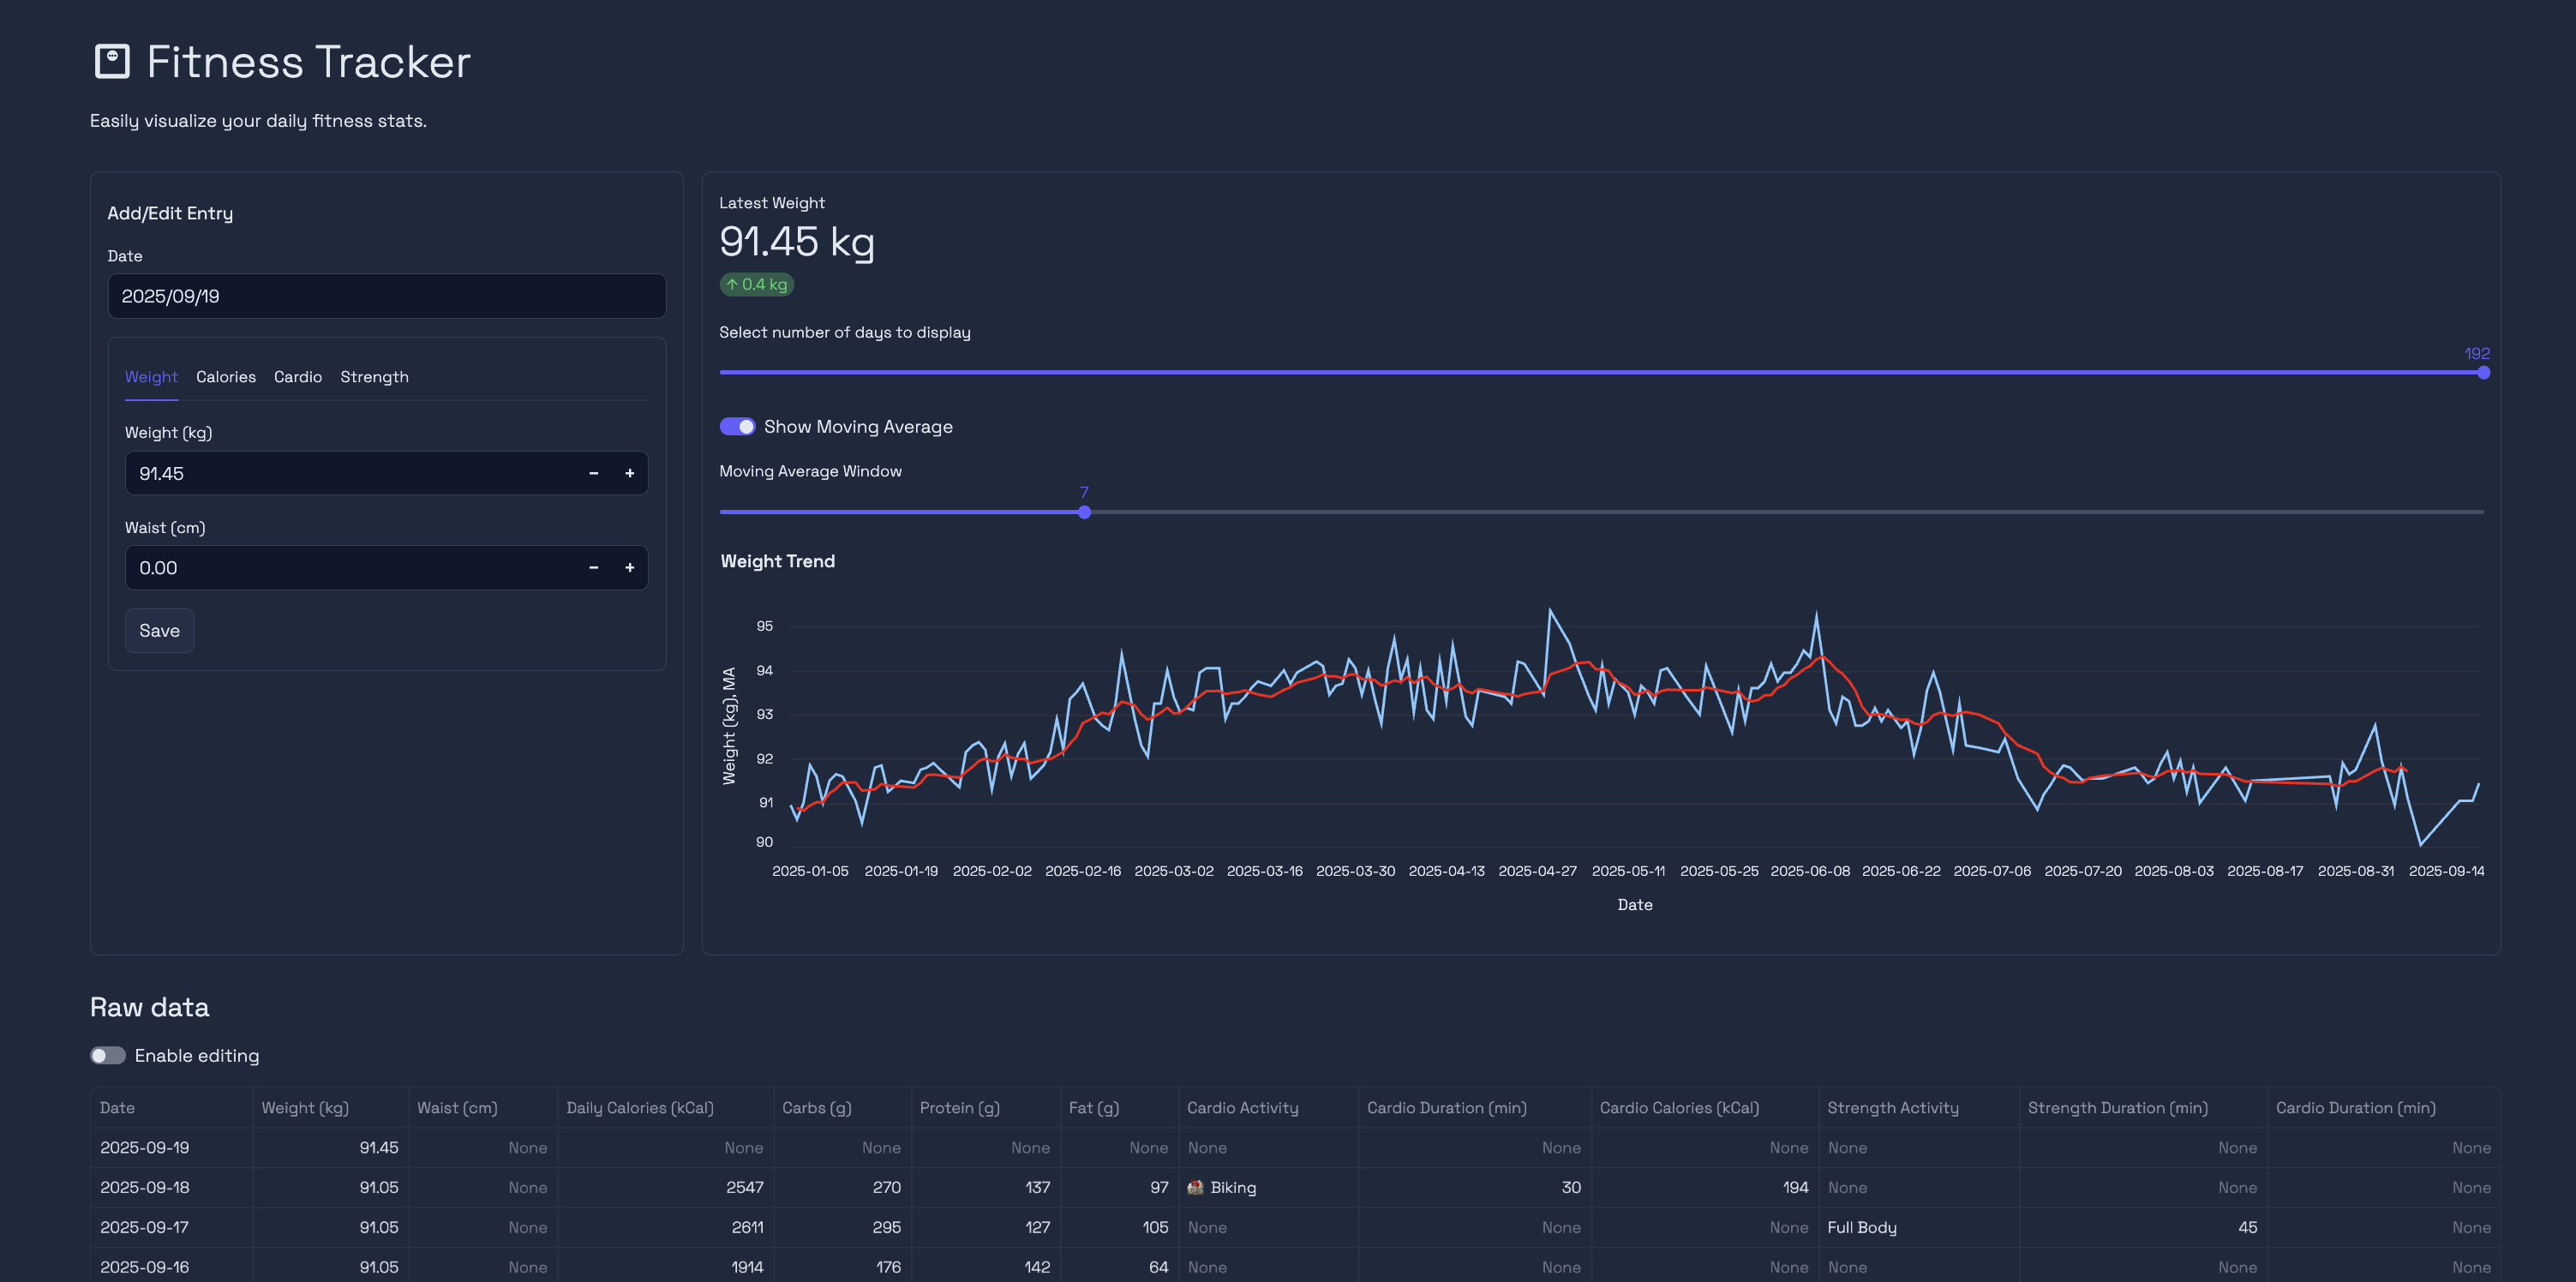 Fitness Tracker
Easily visualize your daily fitness stats.
Add/Edit Entry
Date
2025/09/19
Weight Calories Cardio Strength
Weight (kg)
91.45
Waist (cm)
0.00
Save
Latest Weight
91.45 kg
↑ 0.4 kg
Select number of days to display
192
Show Moving Average
Moving Average Window
7
Weight Trend
95
94
93
92
91
90
Weight (kg), MA
2025-01-05 2025-01-19 2025-02-02 2025-02-16 2025-03-02 2025-03-16 2025-03-30 2025-04-13 2025-04-27 2025-05-11 2025-05-25 2025-06-08 2025-06-22 2025-07-06 2025-07-20 2025-08-03 2025-08-17 2025-08-31 2025-09-14
Date
Raw data
Enable editing
Date Weight (kg) Waist (cm) Daily Calories (kCal) Carbs (g) Protein (g) Fat (g) Cardio Activity Cardio Duration (min) Cardio Calories (kCal) Strength Activity Strength Duration (min) Cardio Duration (min)
2025-09-19 91.45 None None None None None None None None None None None
2025-09-18 91.05 None 2547 270 137 97 Biking 30 194 None None None
2025-09-17 91.05 None 2611 295 127 105 None None None Full Body 45 None
2025-09-16 91.05 None 1914 176 142 64 None None None None None None